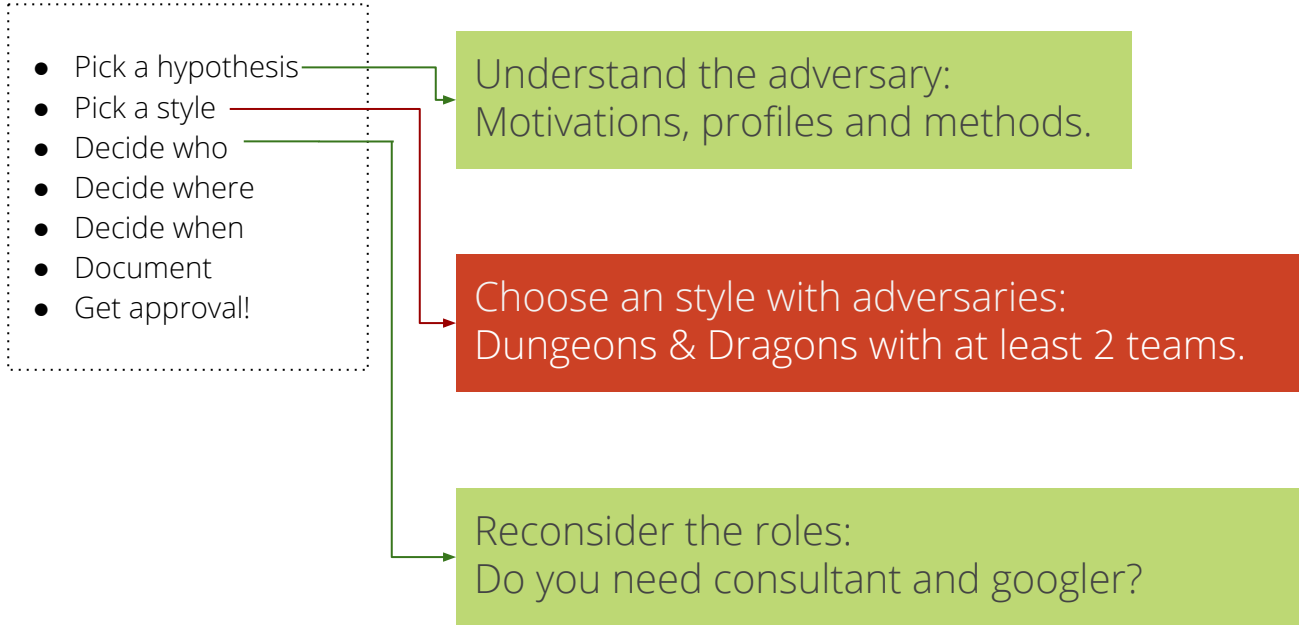 ● Pick a hypothesis
● Pick a style
● Decide who
● Decide where
● Decide when
● Document
● Get approval!
Understand the adversary:
Motivations, profiles and methods.
Choose an style with adversaries:
Dungeons & Dragons with at least 2 teams.
Reconsider the roles:
Do you need consultant and googler?